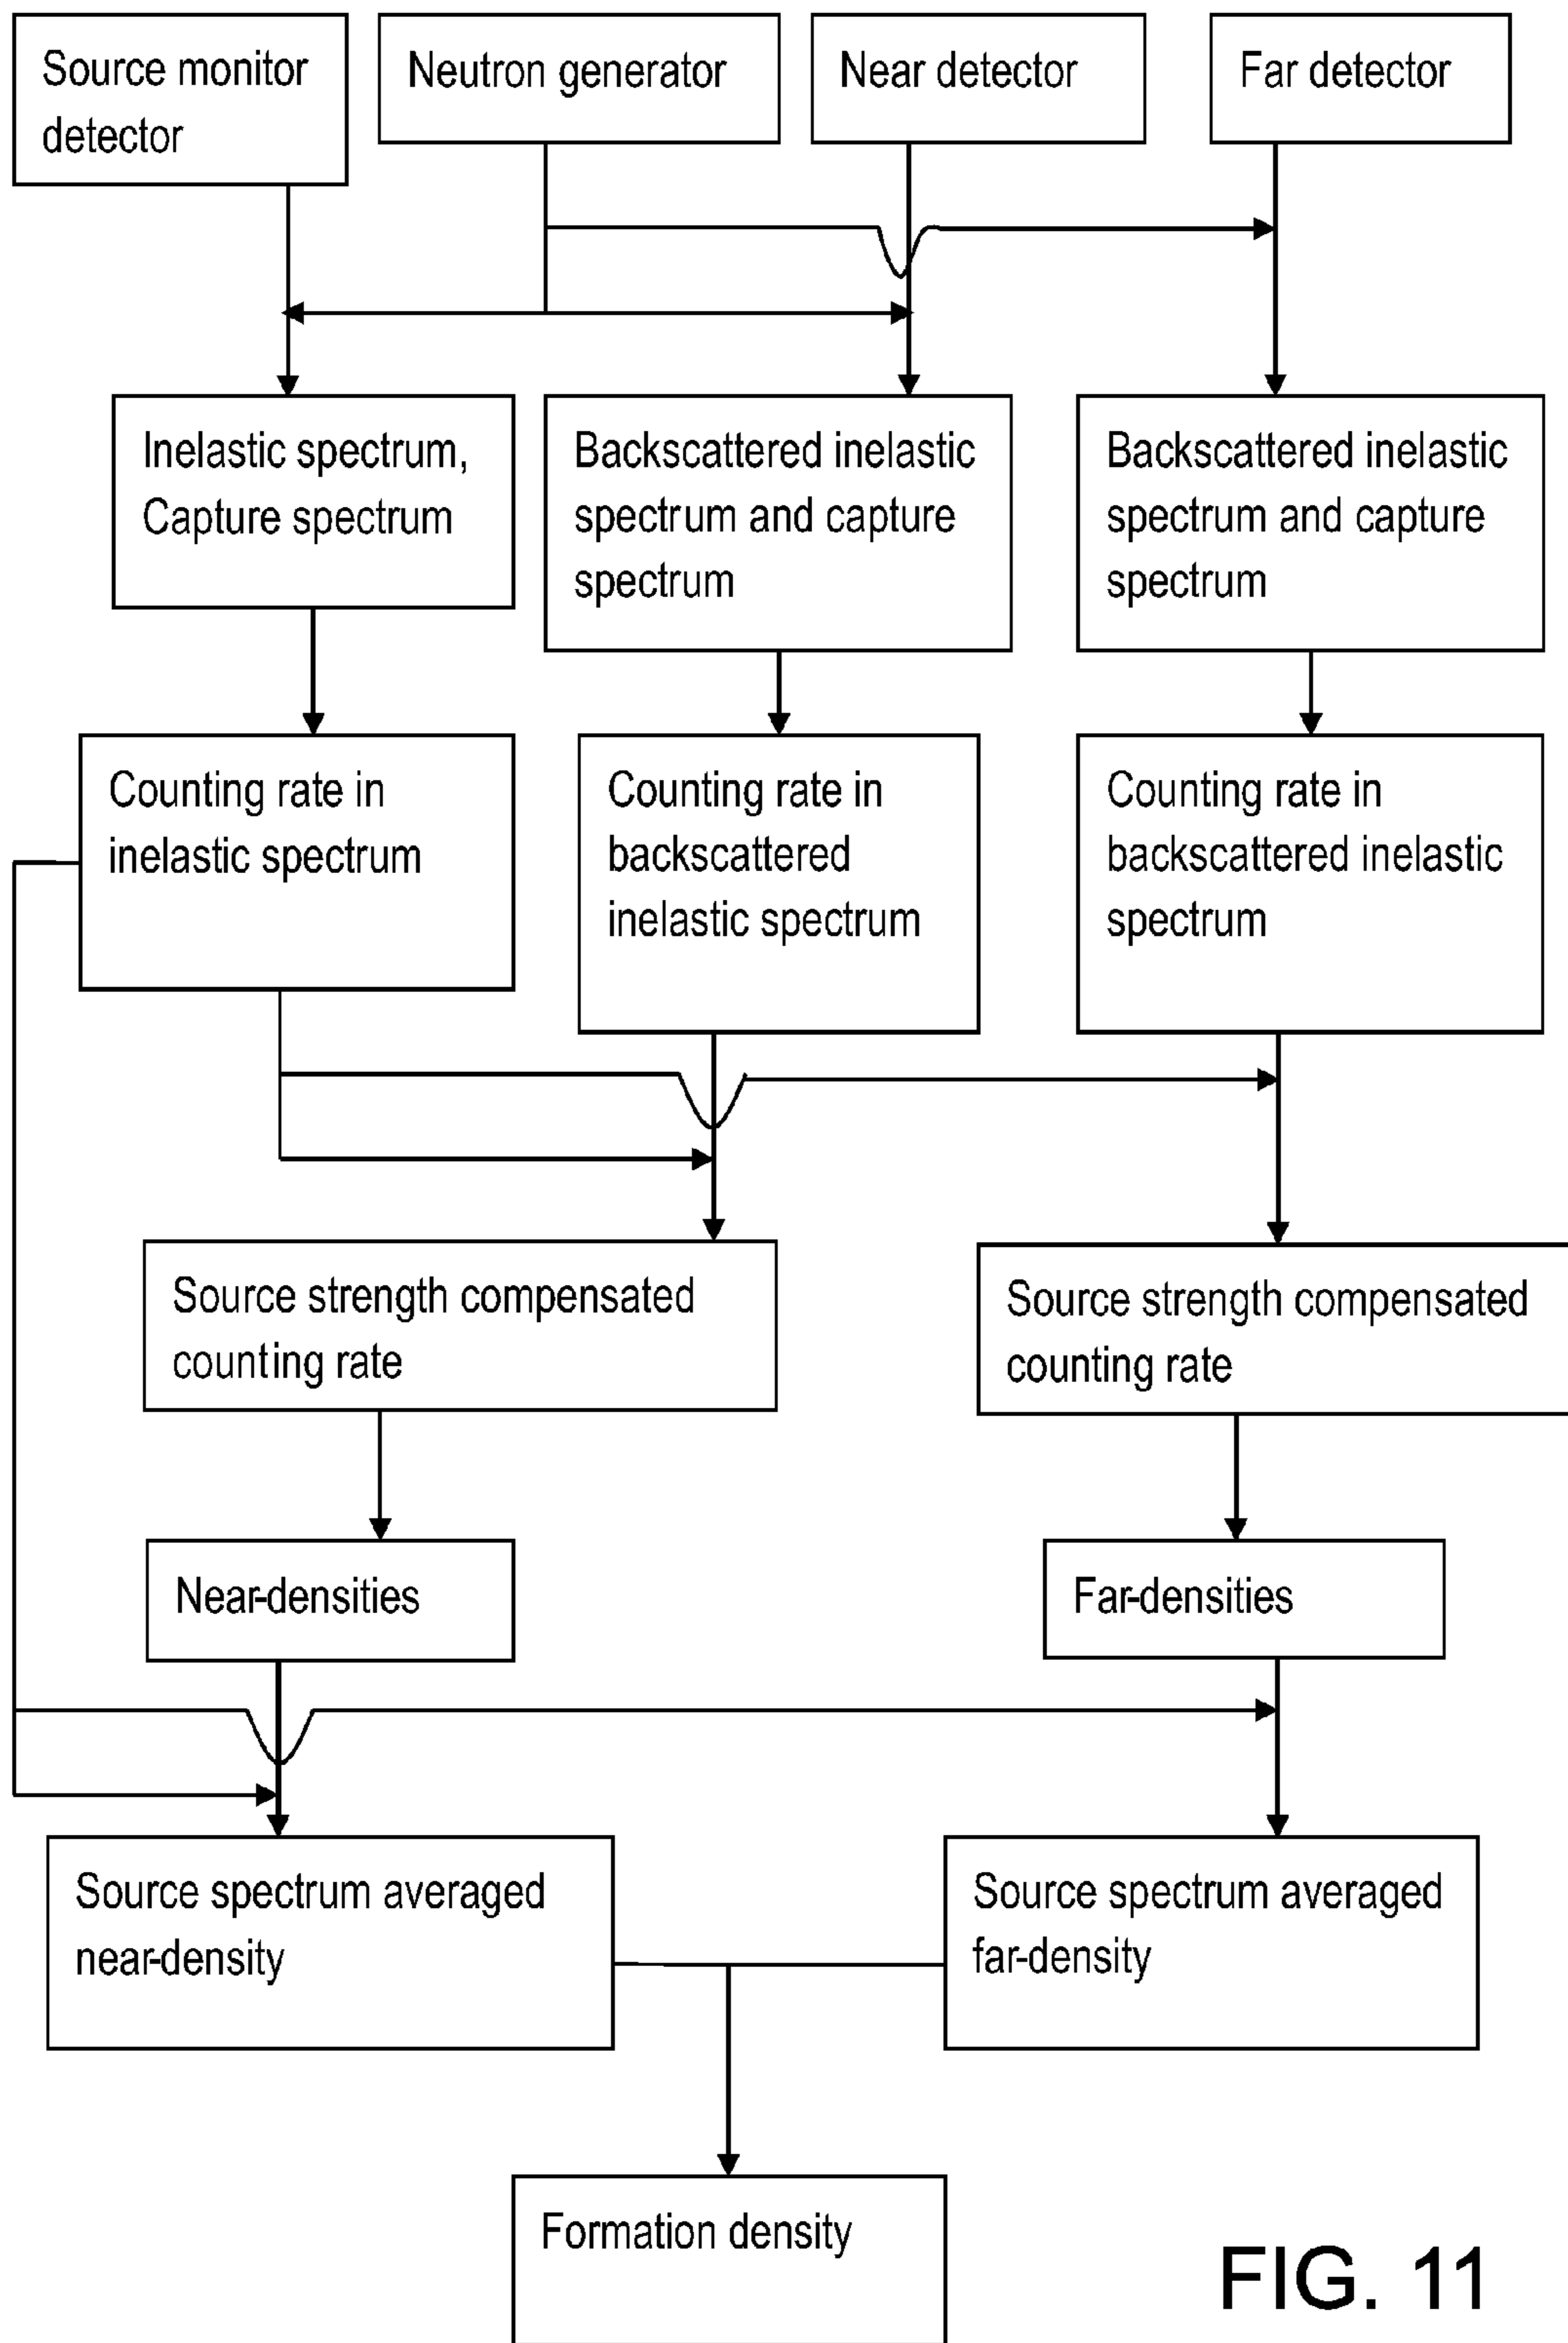 Source monitor
detector
Neutron generator
Near detector
Far detector
Inelastic spectrum,
Capture spectrum
Backscattered inelastic
spectrum and capture
spectrum
Backscattered inelastic
spectrum and capture
spectrum
Counting rate in
inelastic spectrum
Counting rate in
backscattered
inelastic spectrum
Counting rate in
backscattered inelastic
spectrum
Source strength compensated
counting rate
Source strength compensated
counting rate
Near-densities
Far-densities
Source spectrum averaged
near-density
Source spectrum averaged
far-density
Formation density
FIG. 11